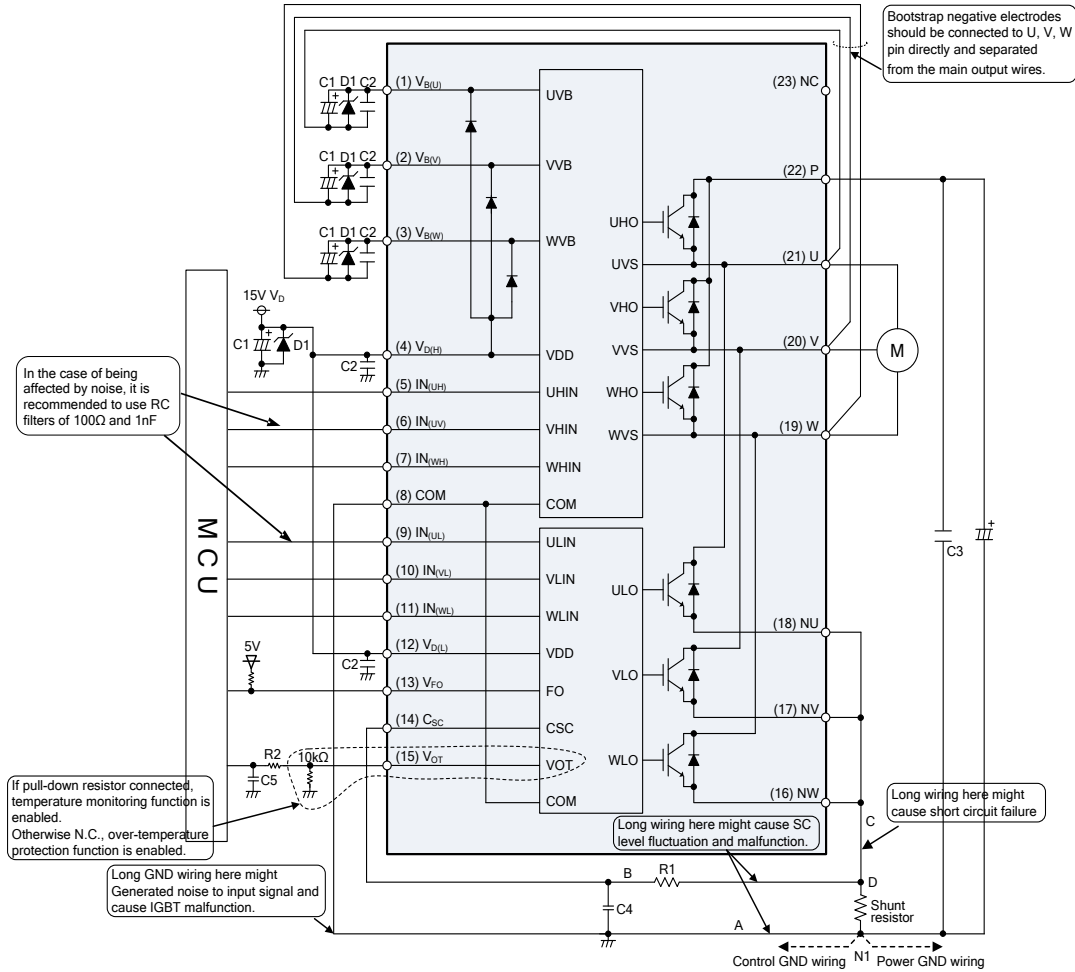 Bootstrap negative electrodes
should be connected to U, V, W
pin directly and separated
from the main output wires.
(23) NC
C1 D1 C2
+
(1) VB(U)
UVB
C1 D1 C2
+
(2) VB(V)
VVB
(22) P
C1 D1 C2
+
(3) VB(W)
WVB
UHO
UVS
(21) U
15V VD
VHO
C1
+
D1
(4) VD(H)
C2
VDD
VVS
(20) V
M
In the case of being
affected by noise, it is
recommended to use RC
filters of 100Ω and 1nF
(5) IN(UH)
UHIN
WHO
(6) IN(UV)
VHIN
WVS
(19) W
(7) IN(WH)
WHIN
(8) COM
COM
MCU
+
C3
(9) IN(UL)
ULIN
(10) IN(VL)
VLIN
ULO
(11) IN(WL)
WLIN
(18) NU
5V
C2
(12) VD(L)
VDD
(13) VFO
FO
VLO
(14) CSC
CSC
(17) NV
R2
10kΩ
C5
(15) VOT
VOT
WLO
COM
(16) NW
If pull-down resistor connected,
temperature monitoring function is
enabled.
Otherwise N.C., over-temperature
protection function is enabled.
Long wiring here might
cause short circuit failure
C
Long wiring here might cause SC
level fluctuation and malfunction.
Long GND wiring here might
Generated noise to input signal and
cause IGBT malfunction.
B
R1
D
C4
Shunt
resistor
A
Control GND wiring
N1
Power GND wiring